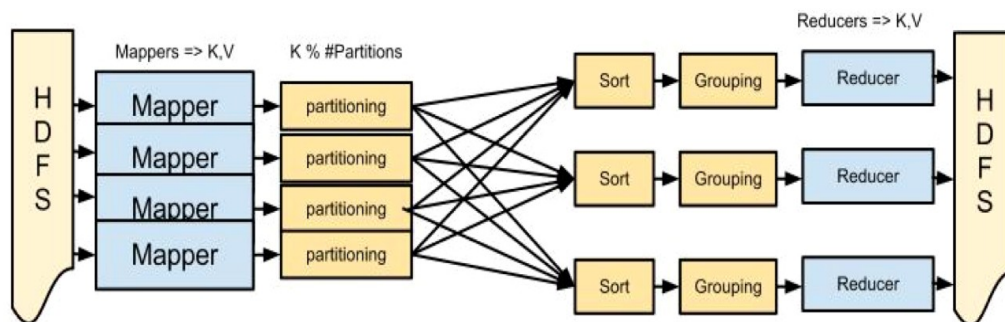 Mappers => K,V
K % #Partitions
Reducers => K,V
H
D
F
S
Mapper
partitioning
Sort
Grouping
Reducer
Mapper
partitioning
Mapper
partitioning
Sort
Grouping
Reducer
Mapper
partitioning
Sort
Grouping
Reducer
H
D
F
S